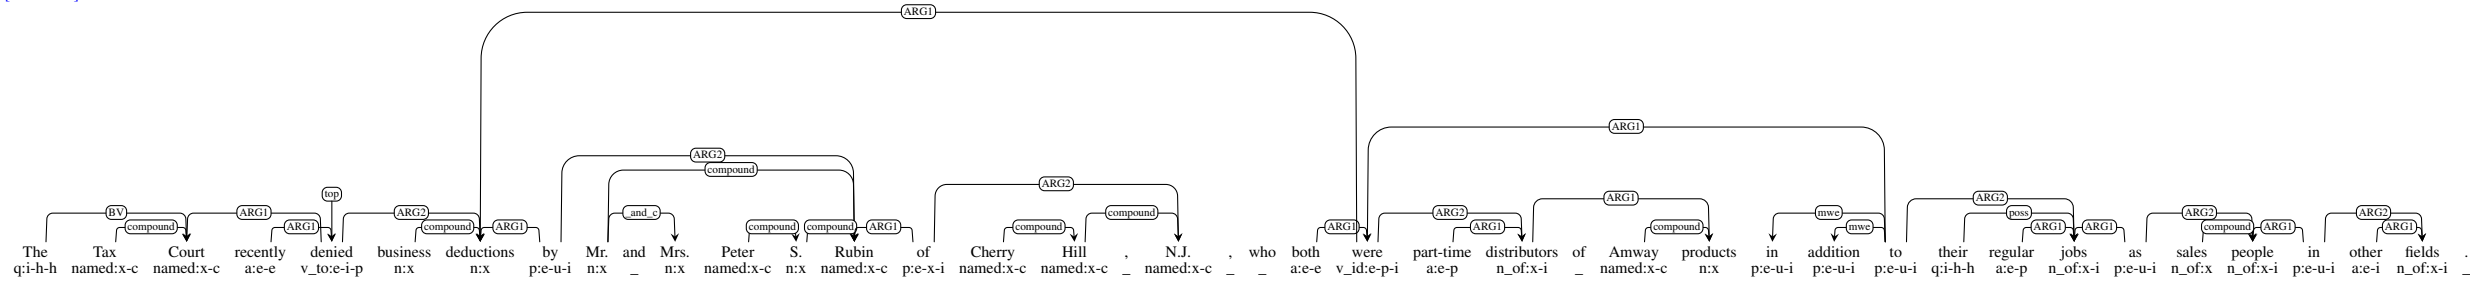 ARG1
ARG1
ARG2
compound
ARG2
top
ARG2
BV ARG1 ARG2 _and_c compound ARG2 ARG1 mwe poss ARG2 ARG2
compound ARG1 compound ARG1 compound compound ARG1 compound ARG1 ARG1 compound mwe ARG1 ARG1 compound ARG1 ARG1
The Tax Court recently denied business deductions by Mr. and Mrs. Peter S. Rubin of Cherry Hill , N.J. , who both were part-time distributors of Amway products in addition to their regular jobs as sales people in other fields .
q:i-h-h named:x-c named:x-c a:e-e v_to:e-i-p n:x n:x p:e-u-i n:x _ n:x named:x-c n:x named:x-c p:e-x-i named:x-c named:x-c _ named:x-c _ _ a:e-e v_id:e-p-i a:e-p n_of:x-i _ named:x-c n:x p:e-u-i p:e-u-i p:e-u-i q:i-h-h a:e-p n_of:x-i p:e-u-i n_of:x n_of:x-i p:e-u-i a:e-i n_of:x-i _